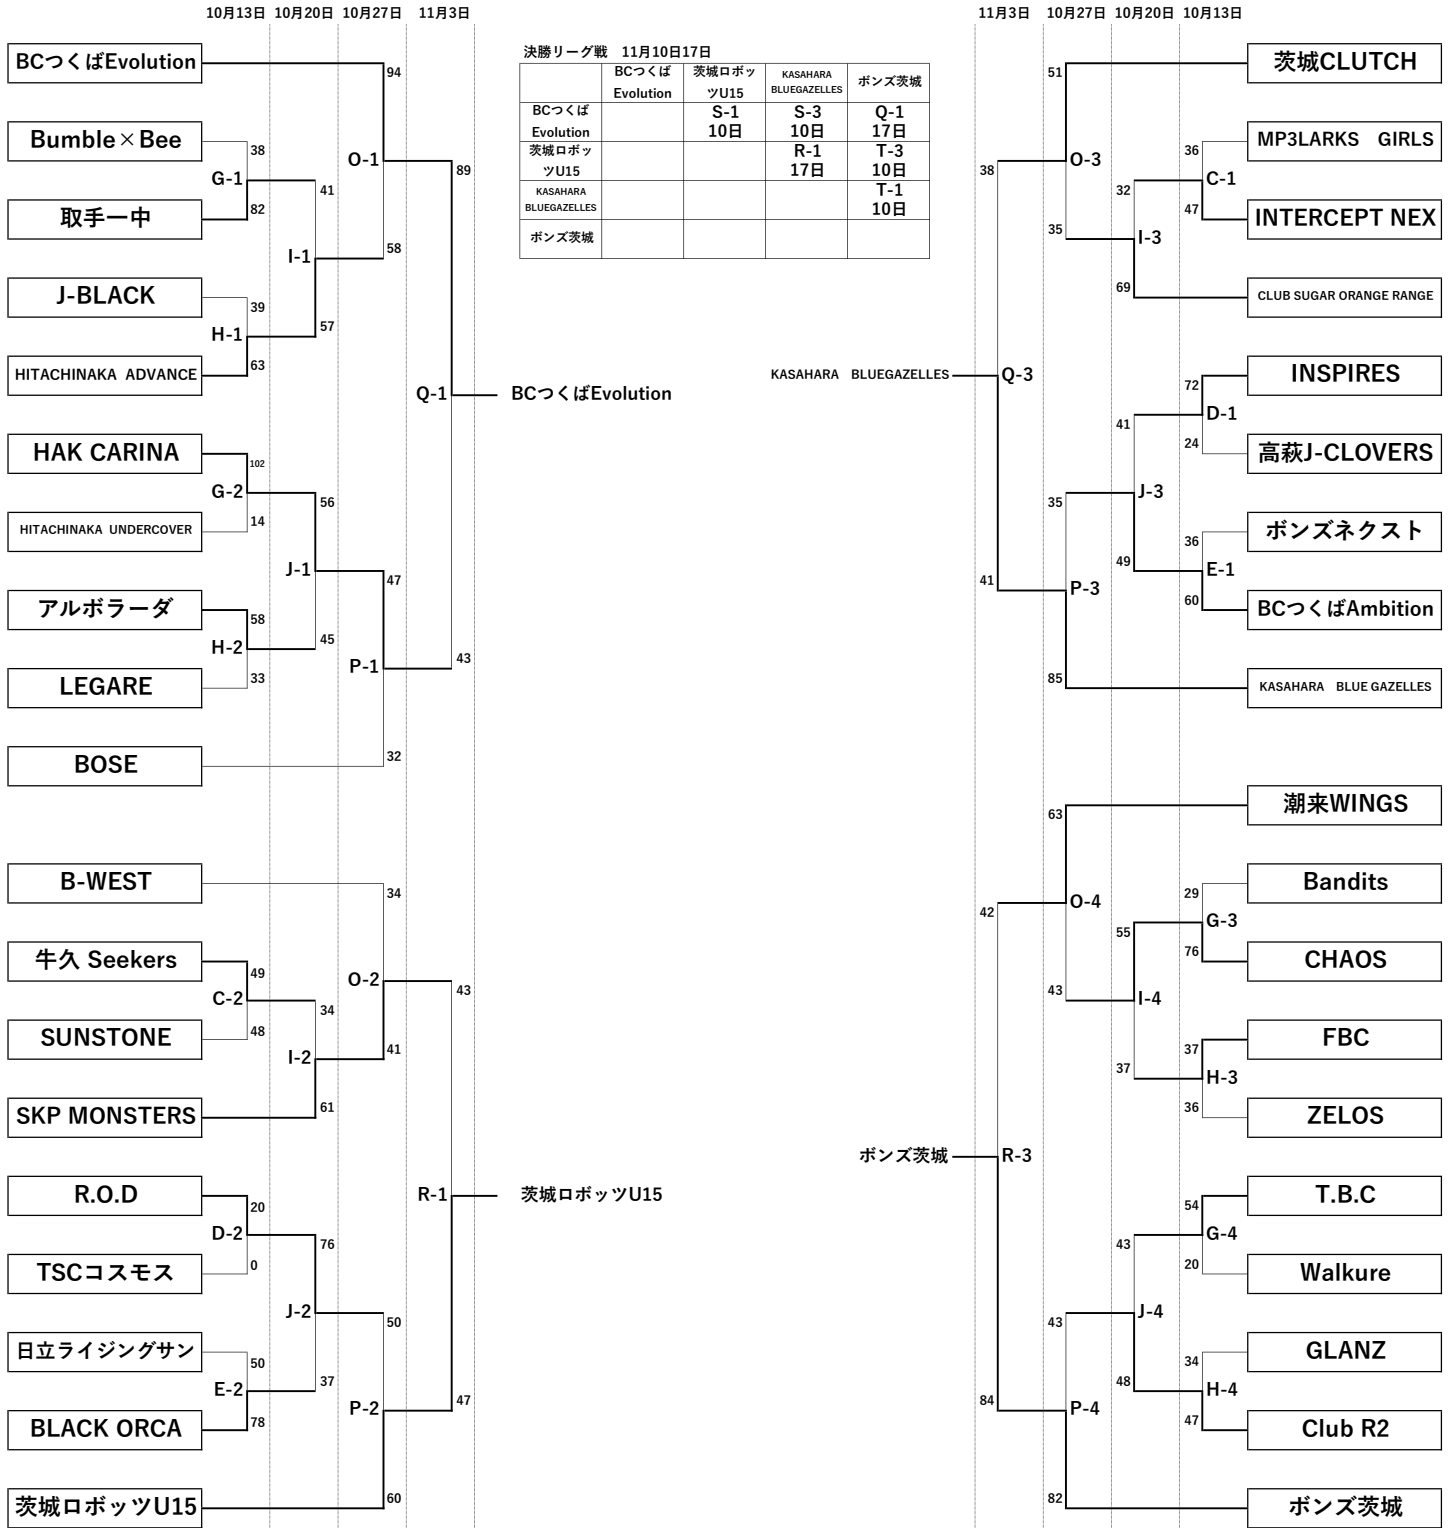 10月13日 10月20日 10月27日 11月3日
11月3日 10月27日 10月20日 10月13日
決勝リーグ戦　11月10日17日
BCつくば Evolution 茨城ロボッツU15 KASAHARA BLUEGAZELLES ボンズ茨城
BCつくば Evolution S-1 10日 S-3 10日 Q-1 17日
茨城ロボッツU15 R-1 17日 T-3 10日
KASAHARA BLUEGAZELLES T-1 10日
ボンズ茨城
BCつくばEvolution
94
Bumble×Bee
38
O-1
89
G-1
41
取手一中
82
58
I-1
J-BLACK
39
H-1
57
HITACHINAKA ADVANCE
63
Q-1 BCつくばEvolution
HAK CARINA
102
G-2
56
HITACHINAKA UNDERCOVER
14
J-1
47
アルボラーダ
58
H-2
45
P-1
43
LEGARE
33
BOSE
32
B-WEST
34
牛久 Seekers
49
O-2
43
C-2
34
SUNSTONE
48
41
I-2
SKP MONSTERS
61
R.O.D
20
R-1 茨城ロボッツU15
D-2
76
TSCコスモス
0
J-2
50
日立ライジングサン
50
E-2
37
P-2
47
BLACK ORCA
78
茨城ロボッツU15
60
茨城CLUTCH
51
MP3LARKS　GIRLS
36
38
O-3
C-1
32
INTERCEPT NEX
47
35
I-3
CLUB SUGAR ORANGE RANGE
69
KASAHARA　BLUEGAZELLES Q-3
INSPIRES
72
D-1
41
高萩J-CLOVERS
24
J-3
35
ボンズネクスト
36
E-1
49
41
P-3
BCつくばAmbition
60
KASAHARA　BLUE GAZELLES
85
潮来WINGS
63
Bandits
29
42
O-4
G-3
55
CHAOS
76
43
I-4
FBC
37
H-3
37
ZELOS
36
ボンズ茨城 R-3
T.B.C
54
G-4
43
Walkure
20
J-4
43
GLANZ
34
H-4
48
84
P-4
Club R2
47
ボンズ茨城
82